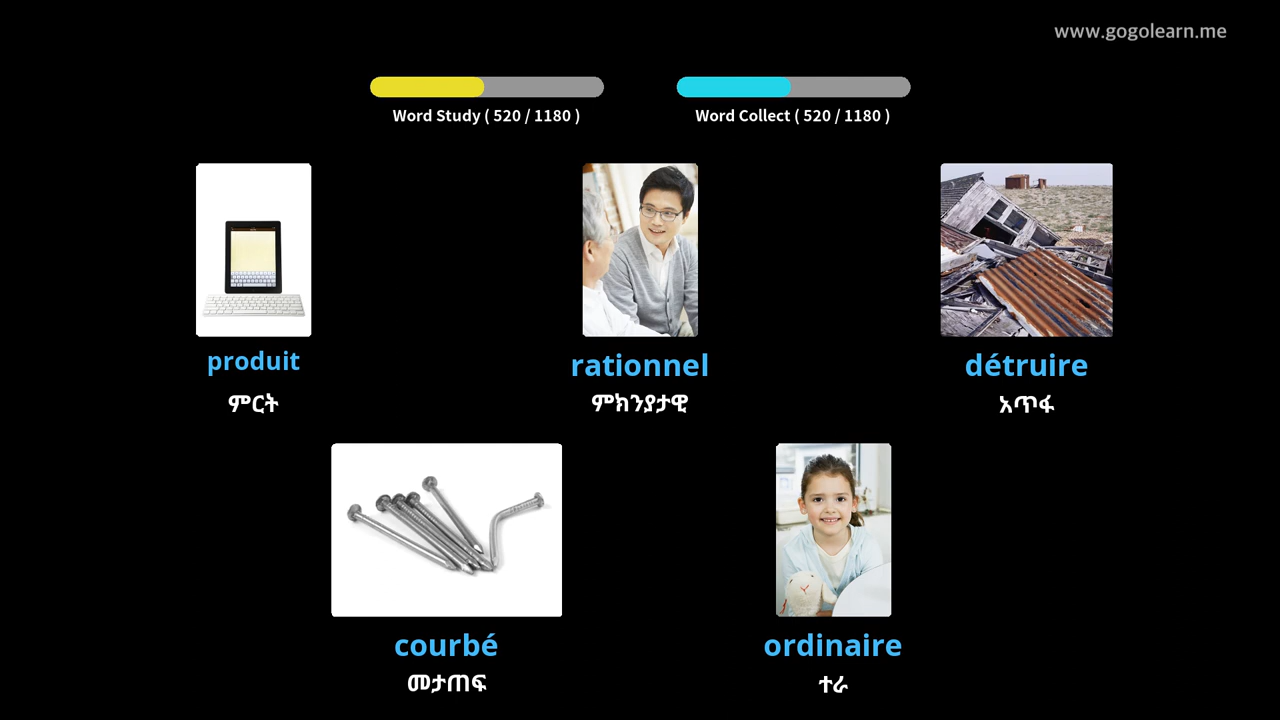 www.gogolearn.me
Word Study ( 520 / 1180 )
Word Collect ( 520 / 1180 )
produit
ምርት
rationnel
ምክንያታዊ
détruire
አጥፋ
courbé
መታጠፍ
ordinaire
ተራ